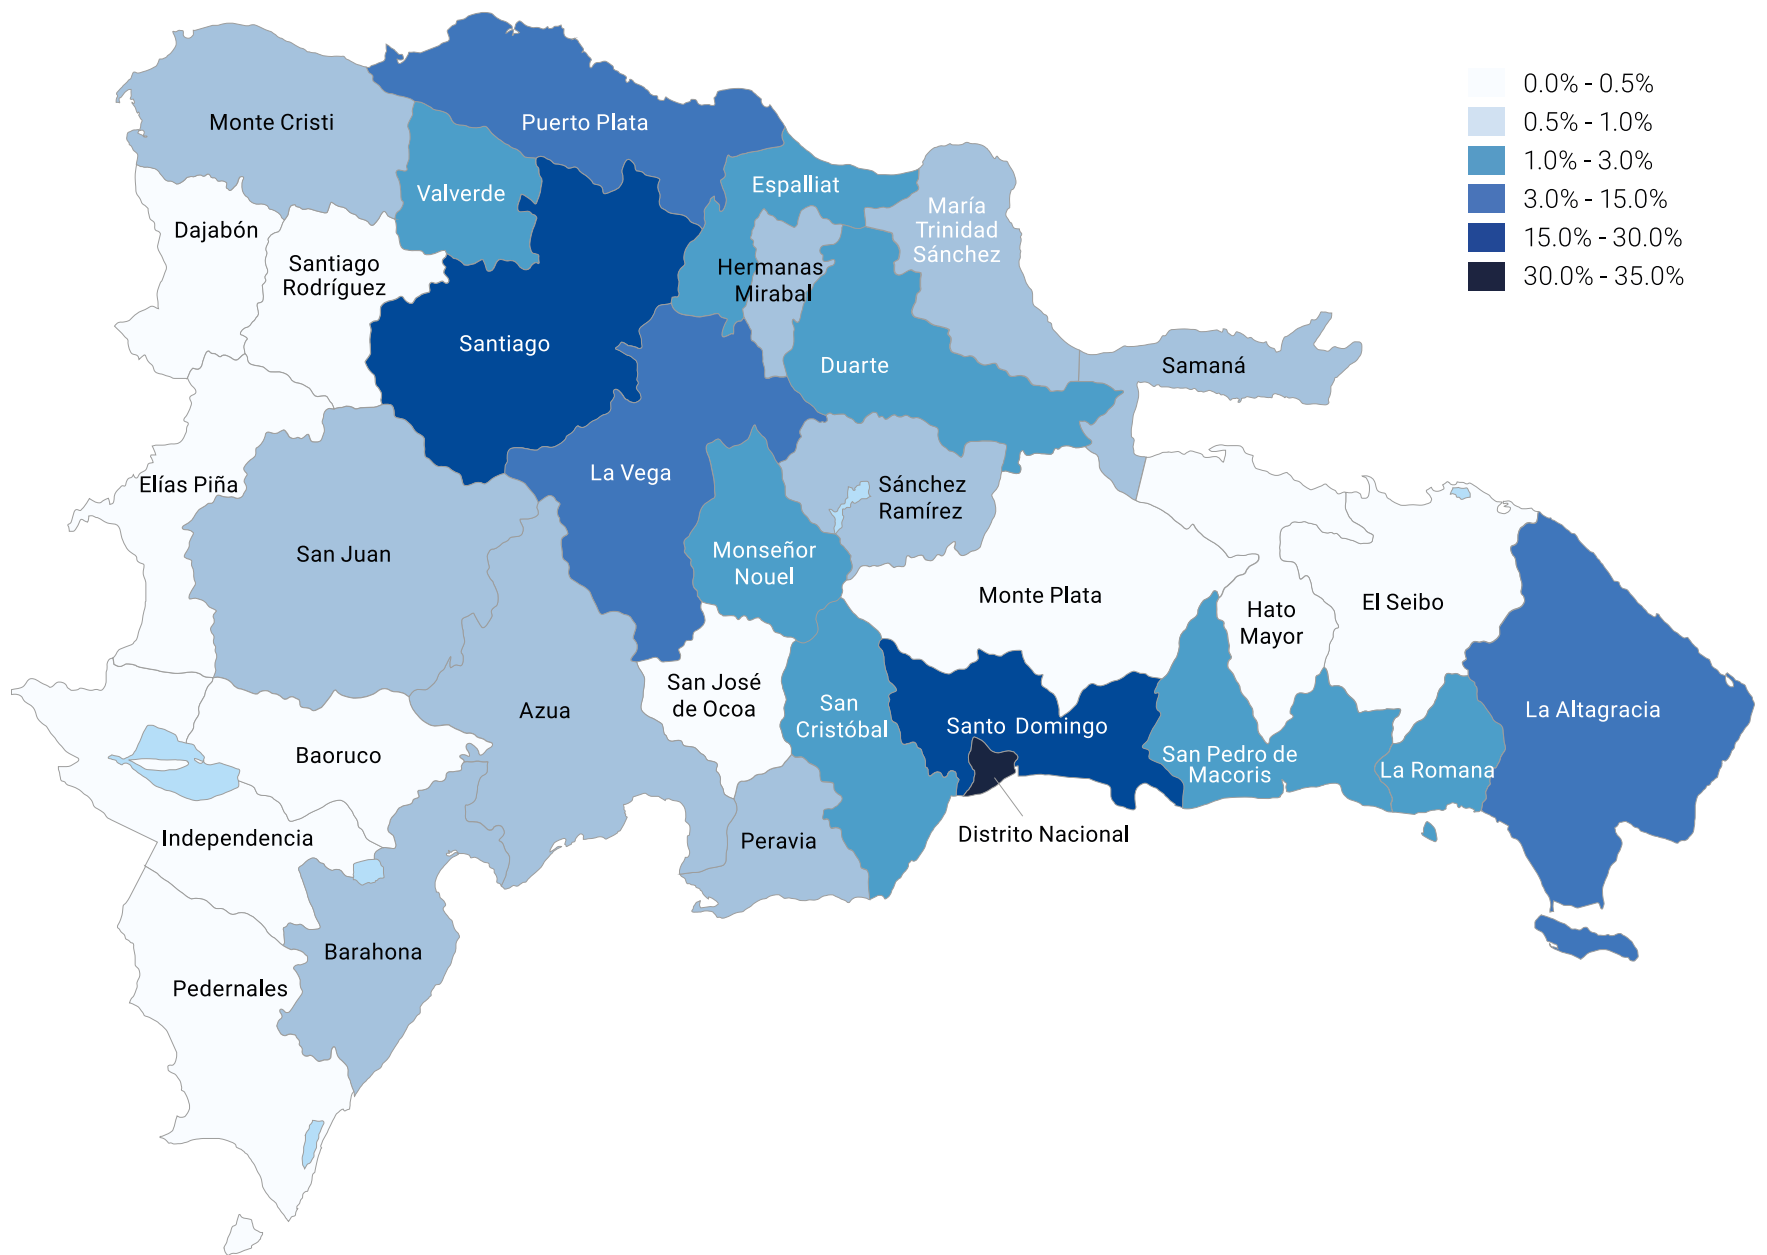 0.0% - 0.5%
0.5% - 1.0%
1.0% - 3.0%
3.0% - 15.0%
15.0% - 30.0%
30.0% - 35.0%
Monte Cristi
Puerto Plata
Valverde
Espalliat
Dajabón
María
Trinidad
Sánchez
Santiago
Rodríguez
Hermanas
Mirabal
Santiago
Duarte
Samaná
Elías Piña
La Vega
Sánchez
Ramírez
San Juan
Monseñor
Nouel
Monte Plata
Hato
Mayor
El Seibo
San José
de Ocoa
Azua
San
Cristóbal
Santo Domingo
La Altagracia
Baoruco
San Pedro de
Macoris
La Romana
Independencia
Peravia
Distrito Nacional
Barahona
Pedernales